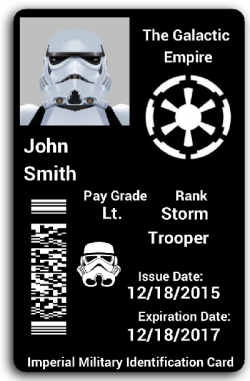 The Galactic
Empire
John
Smith
Pay Grade Rank
Lt. Storm
Trooper
Issue Date:
12/18/2015
Expiration Date:
12/18/2017
Imperial Military Identification Card